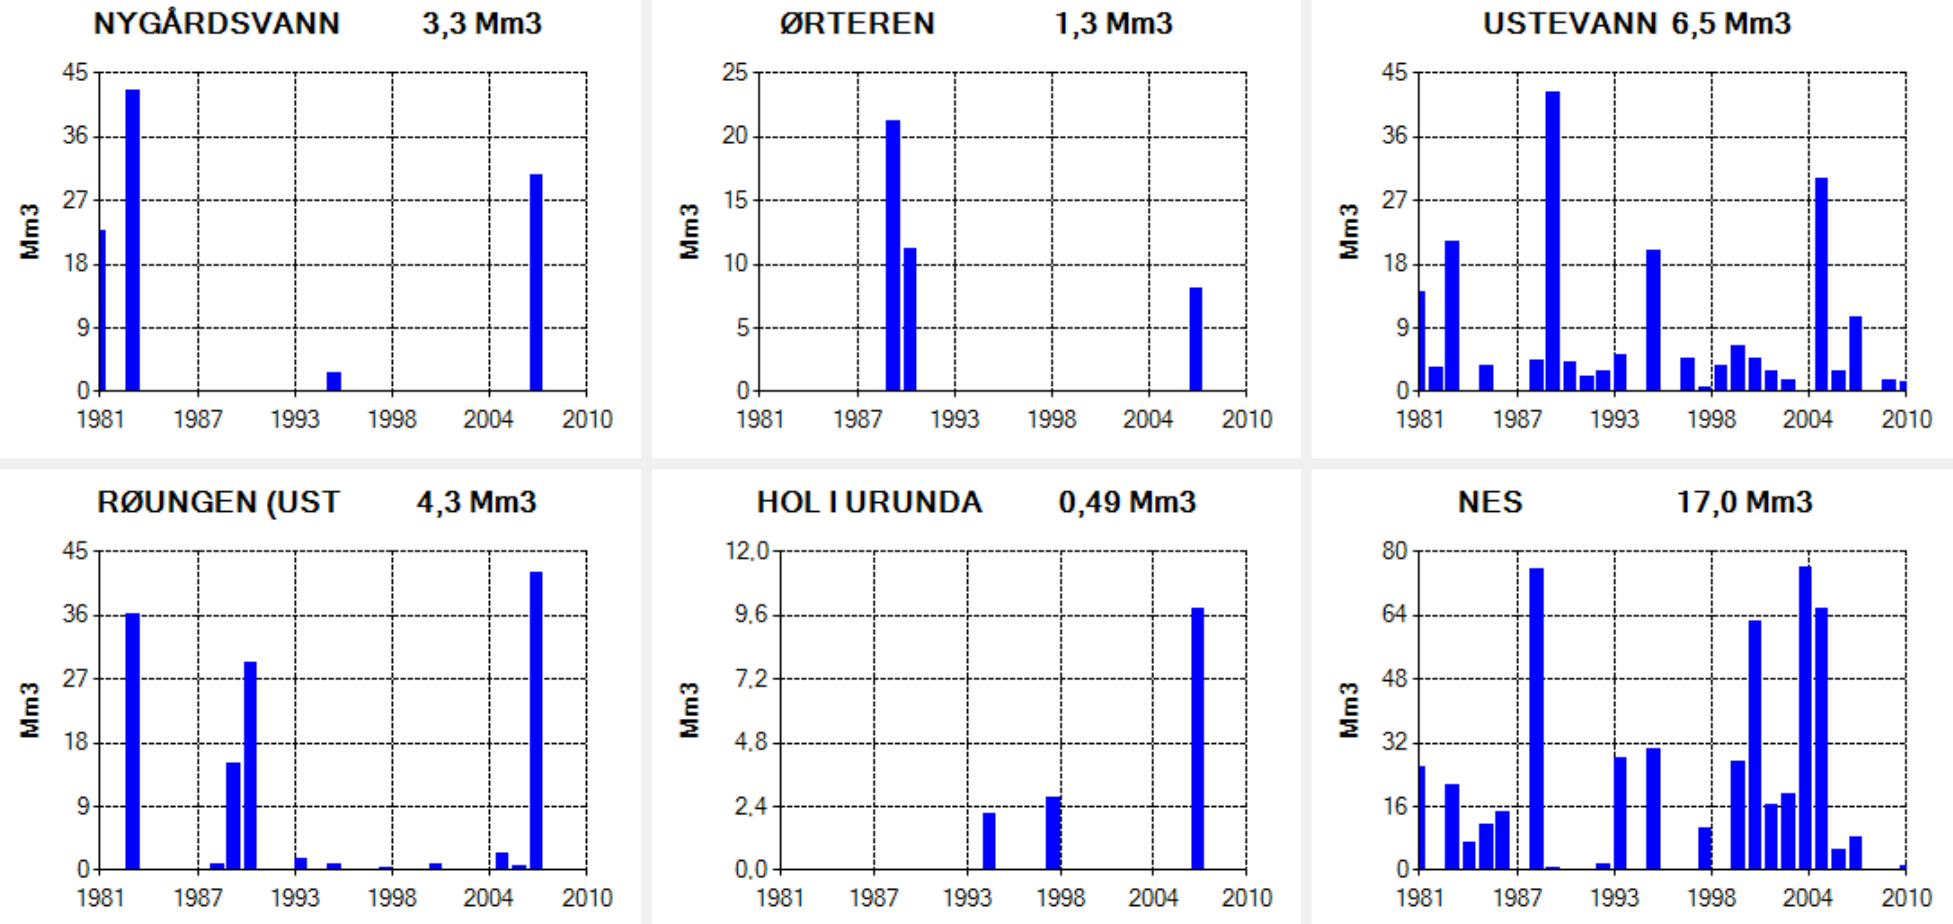 NYGÅRDSVANN 3,3 Mm3
45
36
27
18
9
0
Mm3
1981 1987 1993 1998 2004 2010
ØRTEREN 1,3 Mm3
25
20
15
10
5
0
Mm3
1981 1987 1993 1998 2004 2010
USTEVANN 6,5 Mm3
45
36
27
18
9
0
Mm3
1981 1987 1993 1998 2004 2010
RØUNGEN (UST 4,3 Mm3
45
36
27
18
9
0
Mm3
1981 1987 1993 1998 2004 2010
HOL I URUNDA 0,49 Mm3
12,0
9,6
7,2
4,8
2,4
0,0
Mm3
1981 1987 1993 1998 2004 2010
NES 17,0 Mm3
80
64
48
32
16
0
Mm3
1981 1987 1993 1998 2004 2010